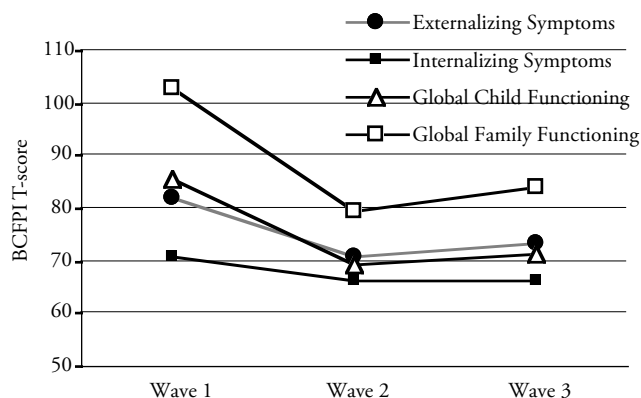 Externalizing Symptoms
Internalizing Symptoms
Global Child Functioning
Global Family Functioning
BCFPI T-score
110
100
90
80
70
60
50
Wave 1
Wave 2
Wave 3